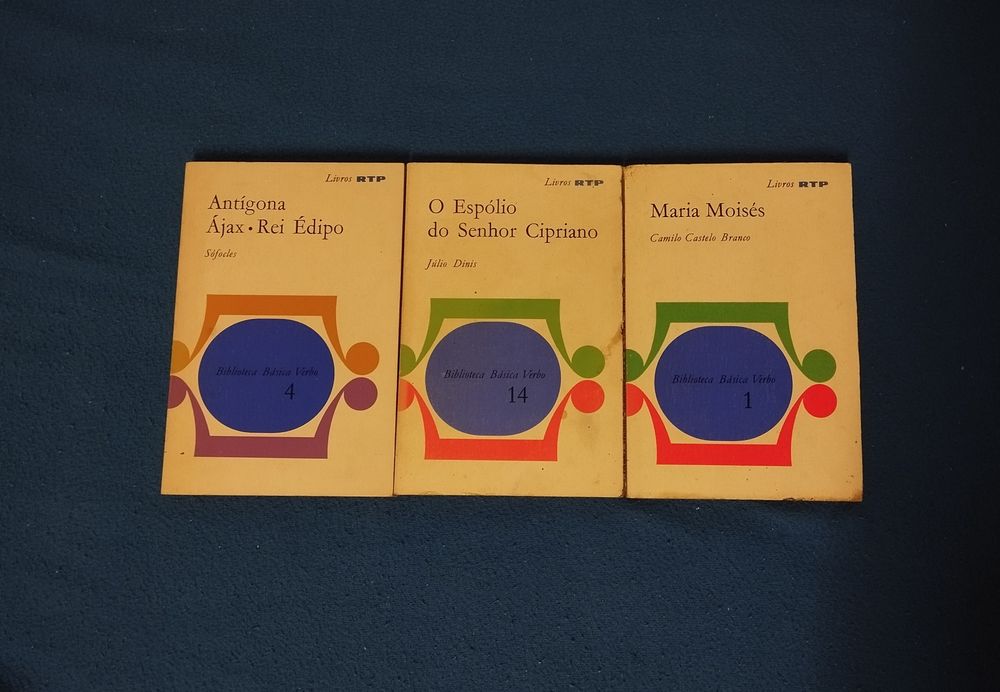 Livros RTP
Antígona
Ájax • Rei Édipo
Sófocles
Biblioteca Básica Verbo
4
Livros RTP
O Espólio
do Senhor Cipriano
Júlio Dinis
Biblioteca Básica Verbo
14
Livros RTP
Maria Moisés
Camilo Castelo Branco
Biblioteca Básica Verbo
1